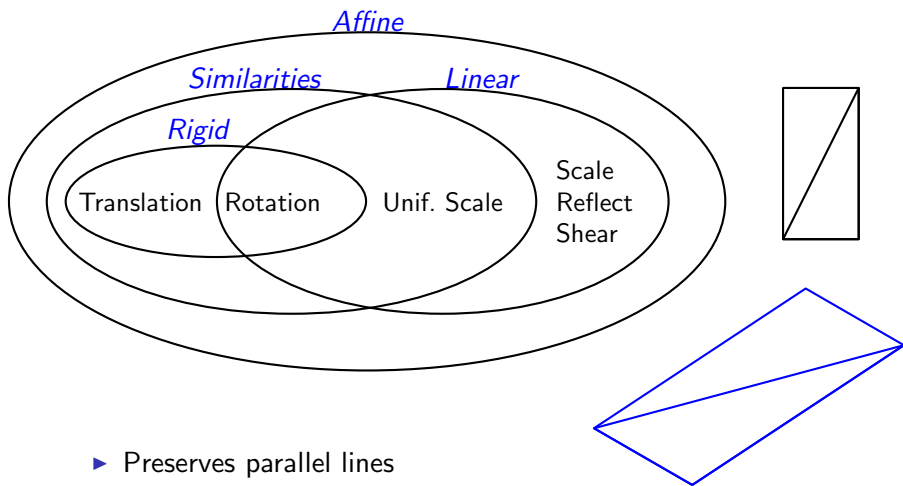 Affine
Similarities Linear
Rigid
Translation Rotation Unif. Scale
Scale
Reflect
Shear
▶ Preserves parallel lines